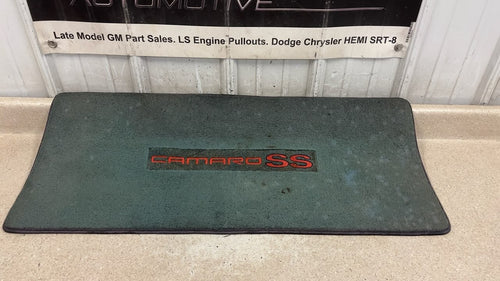 AUTOMOTIVE
Late Model GM Part Sales. LS Engine Pullouts. Dodge Chrysler HEMI SRT-8
CAMARO SS